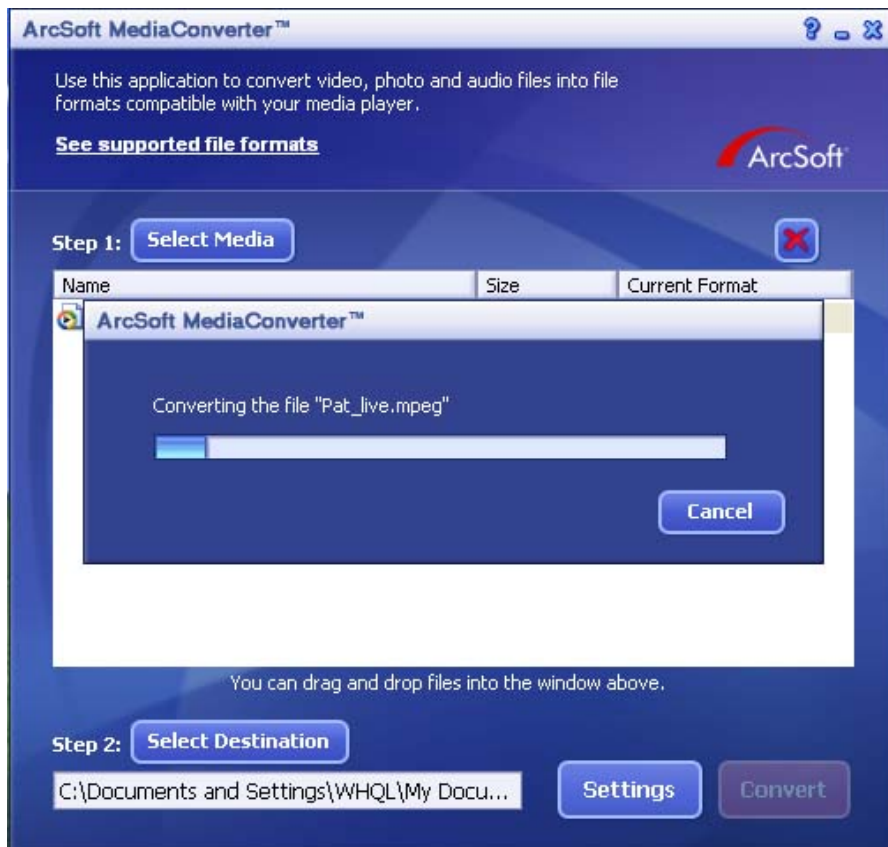 ArcSoft MediaConverter™
Use this application to convert video, photo and audio files into file
formats compatible with your media player.
See supported file formats
ArcSoft
Step 1: Select Media
Name Size Current Format
ArcSoft MediaConverter™
Converting the file "Pat_live.mpeg"
Cancel
You can drag and drop files into the window above.
Step 2: Select Destination
C:\Documents and Settings\WHQL\My Docu...
Settings Convert